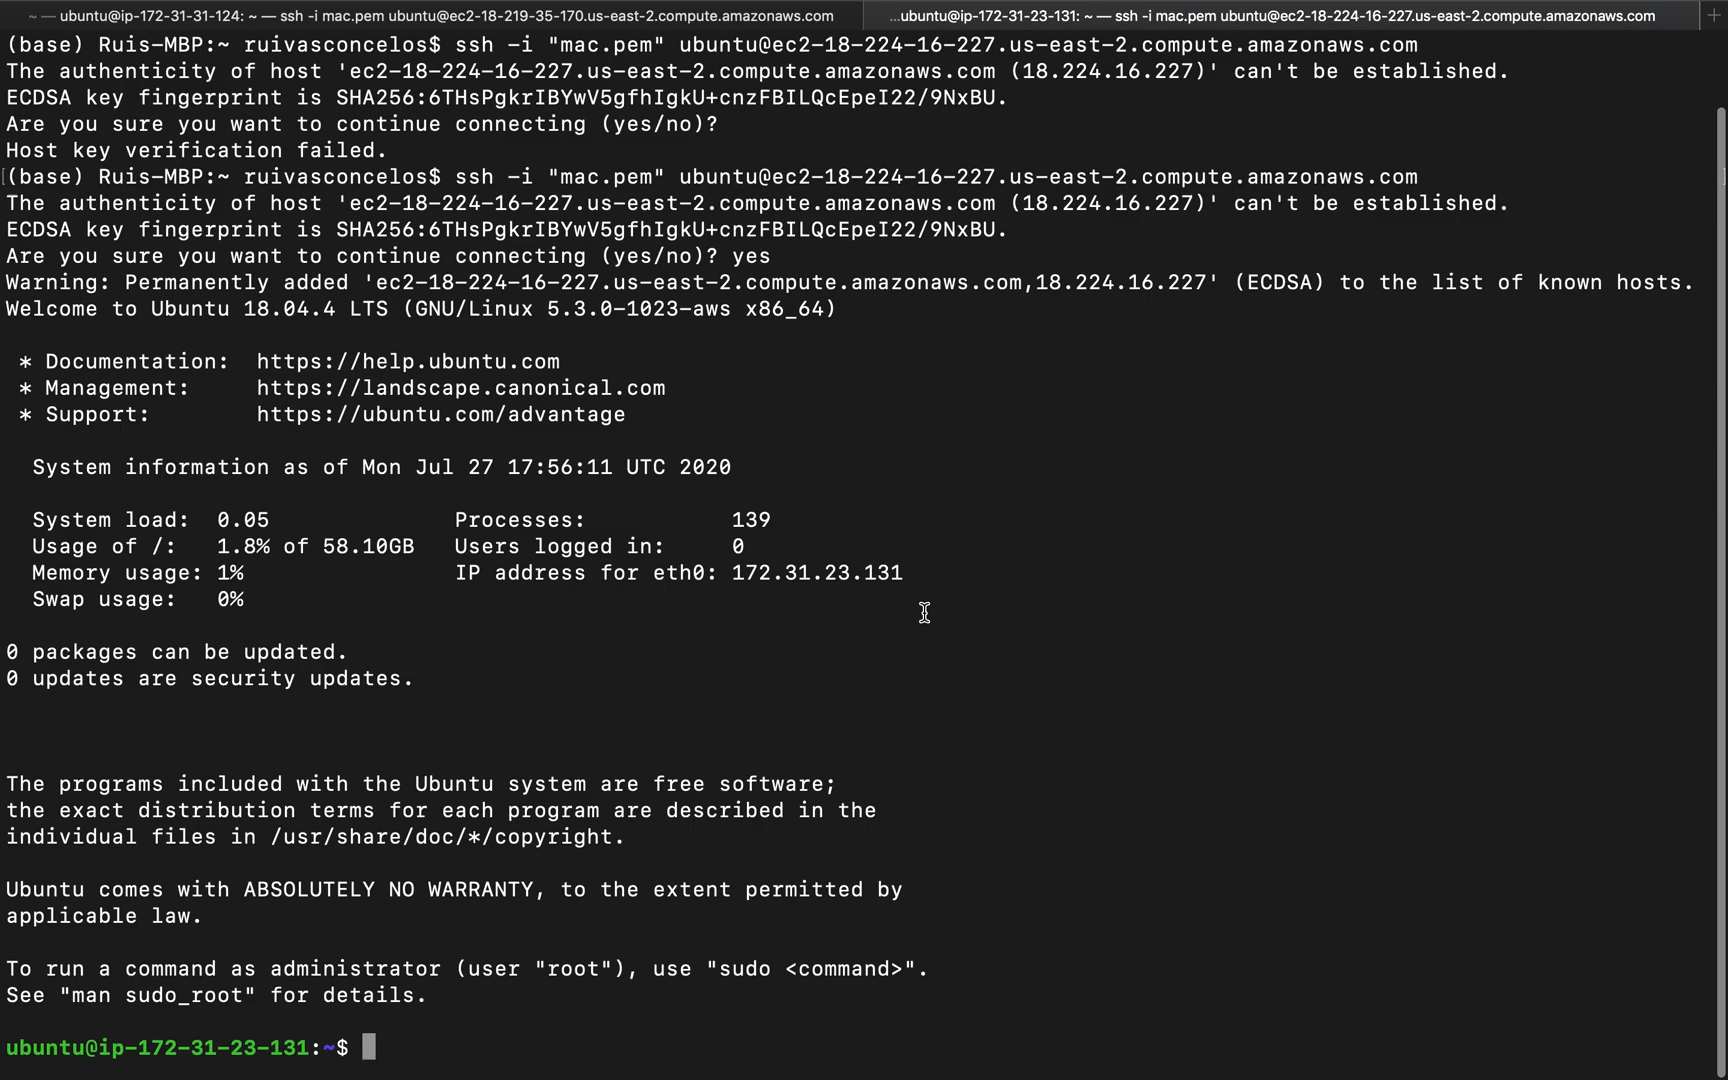 ~ — ubuntu@ip-172-31-31-124: ~ — ssh -i mac.pem ubuntu@ec2-18-219-35-170.us-east-2.compute.amazonaws.com
...ubuntu@ip-172-31-23-131: ~ — ssh -i mac.pem ubuntu@ec2-18-224-16-227.us-east-2.compute.amazonaws.com
(base) Ruis-MBP:~ ruivasconcelos$ ssh -i "mac.pem" ubuntu@ec2-18-224-16-227.us-east-2.compute.amazonaws.com
The authenticity of host 'ec2-18-224-16-227.us-east-2.compute.amazonaws.com (18.224.16.227)' can't be established.
ECDSA key fingerprint is SHA256:6THsPgkrIBYwV5gfhIgkU+cnzFBILQcEpeI22/9NxBU.
Are you sure you want to continue connecting (yes/no)?
Host key verification failed.
[(base) Ruis-MBP:~ ruivasconcelos$ ssh -i "mac.pem" ubuntu@ec2-18-224-16-227.us-east-2.compute.amazonaws.com
The authenticity of host 'ec2-18-224-16-227.us-east-2.compute.amazonaws.com (18.224.16.227)' can't be established.
ECDSA key fingerprint is SHA256:6THsPgkrIBYwV5gfhIgkU+cnzFBILQcEpeI22/9NxBU.
Are you sure you want to continue connecting (yes/no)? yes
Warning: Permanently added 'ec2-18-224-16-227.us-east-2.compute.amazonaws.com,18.224.16.227' (ECDSA) to the list of known hosts.
Welcome to Ubuntu 18.04.4 LTS (GNU/Linux 5.3.0-1023-aws x86_64)
* Documentation: https://help.ubuntu.com
* Management: https://landscape.canonical.com
* Support: https://ubuntu.com/advantage
System information as of Mon Jul 27 17:56:11 UTC 2020
System load: 0.05 Processes: 139
Usage of /: 1.8% of 58.10GB Users logged in: 0
Memory usage: 1% IP address for eth0: 172.31.23.131
Swap usage: 0%
0 packages can be updated.
0 updates are security updates.
The programs included with the Ubuntu system are free software;
the exact distribution terms for each program are described in the
individual files in /usr/share/doc/*/copyright.
Ubuntu comes with ABSOLUTELY NO WARRANTY, to the extent permitted by
applicable law.
To run a command as administrator (user "root"), use "sudo <command>".
See "man sudo_root" for details.
ubuntu@ip-172-31-23-131:~$